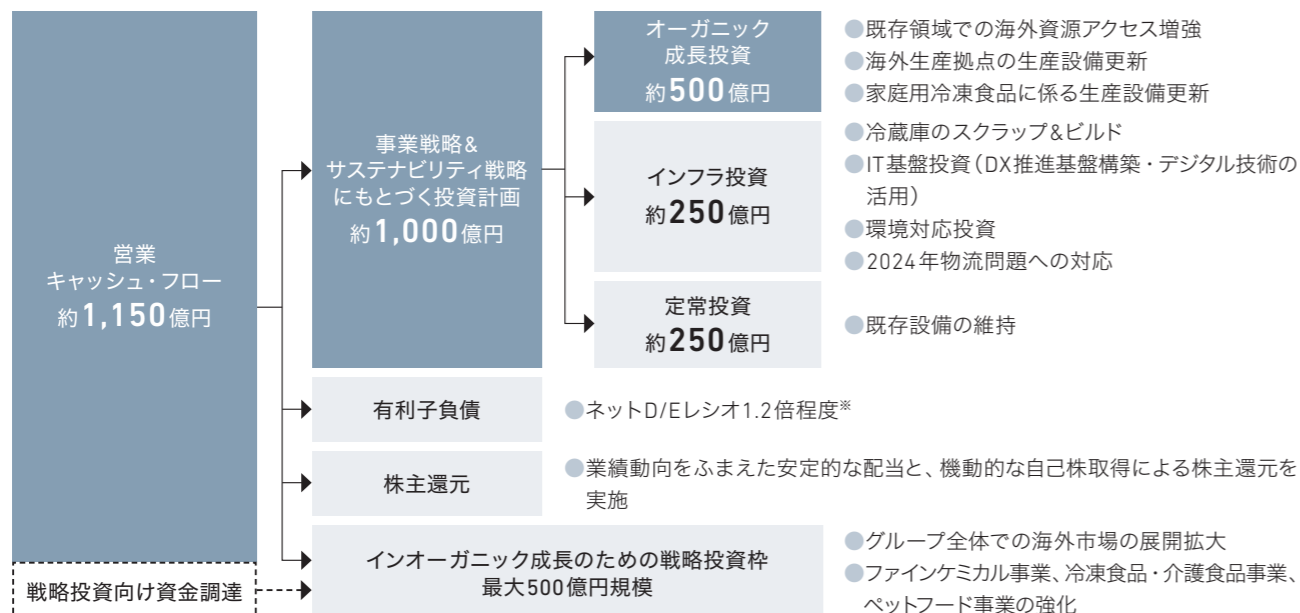 営業
キャッシュ・フロー
約1,150億円
戦略投資向け資金調達
事業戦略&
サステナビリティ戦略
にもとづく投資計画
約1,000億円
オーガニック
成長投資
約500億円
●既存領域での海外資源アクセス増強
●海外生産拠点の生産設備更新
●家庭用冷凍食品に係る生産設備更新
インフラ投資
約250億円
●冷蔵庫のスクラップ&ビルド
●IT基盤投資(DX推進基盤構築・デジタル技術の
活用)
●環境対応投資
●2024年物流問題への対応
定常投資
約250億円
●既存設備の維持
有利子負債
●ネットD/Eレシオ1.2倍程度※
株主還元
●業績動向をふまえた安定的な配当と、機動的な自己株取得による株主還元を
実施
インオーガニック成長のための戦略投資枠
最大500億円規模
●グループ全体での海外市場の展開拡大
●ファインケミカル事業、冷凍食品・介護食品事業、
ペットフード事業の強化